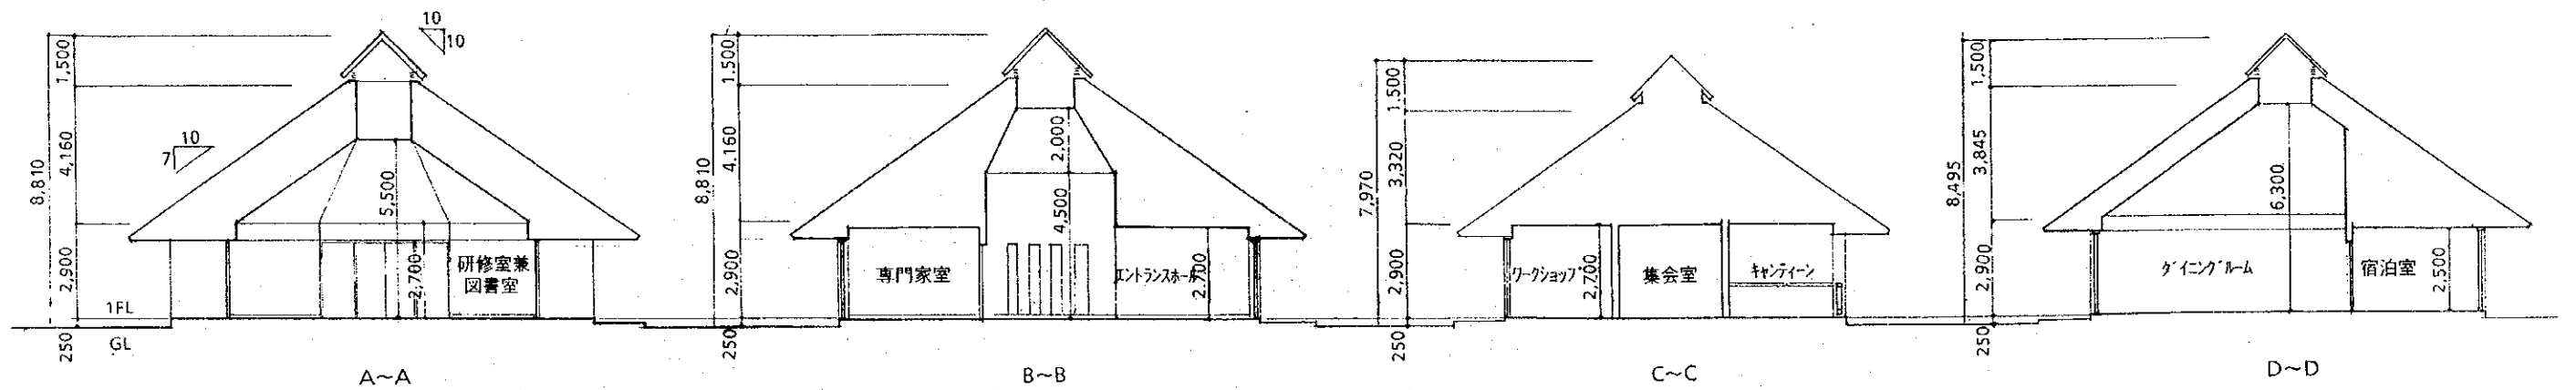 10
10
1,500
7
10
4,160
8,810
5,500
2,900
2,700
研修室兼
図書室
1FL
250
GL
A～A
1.500
4.160
8,810
2,000
4,500
2,900
専門家室
エントランスホール
2.700
250
B～B
1.500
3,320
7,970
2,900
ワークショップ
2,700
集会室
キャンティーン
250
C～C
1,500
3,845
8,495
6,300
2,900
ダイニングルーム
宿泊室
2,500
250
D～D